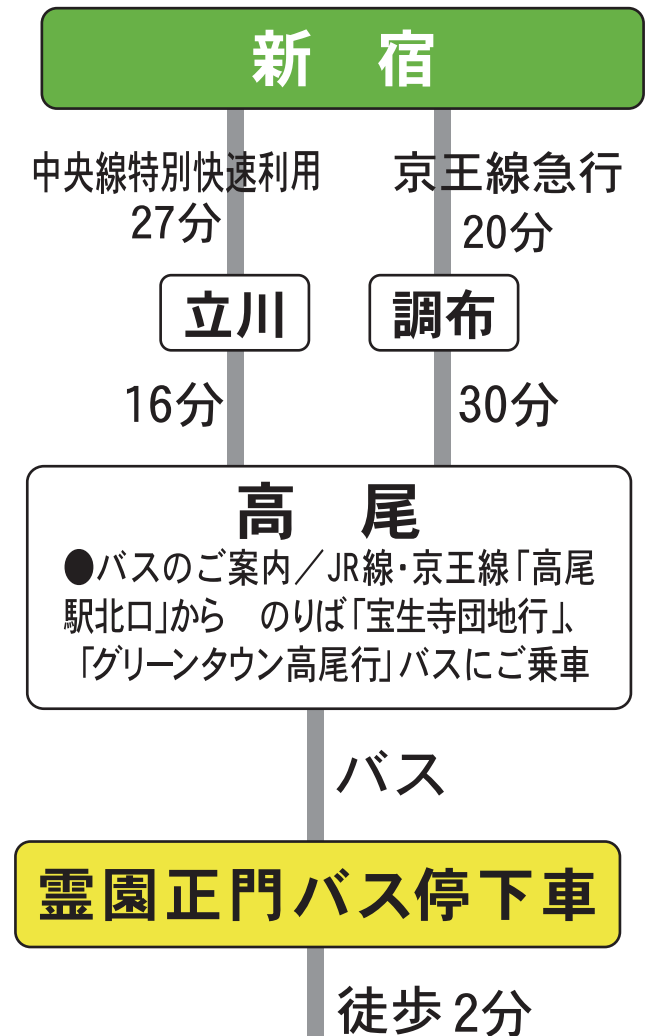 新　宿
中央線特別快速利用
27分
京王線急行
20分
立川
調布
16分
30分
高　尾
●バスのご案内／JR線・京王線「高尾
駅北口」から　のりば「宝生寺団地行」、
「グリーンタウン高尾行」バスにご乗車
バス
霊園正門バス停下車
徒歩 2分